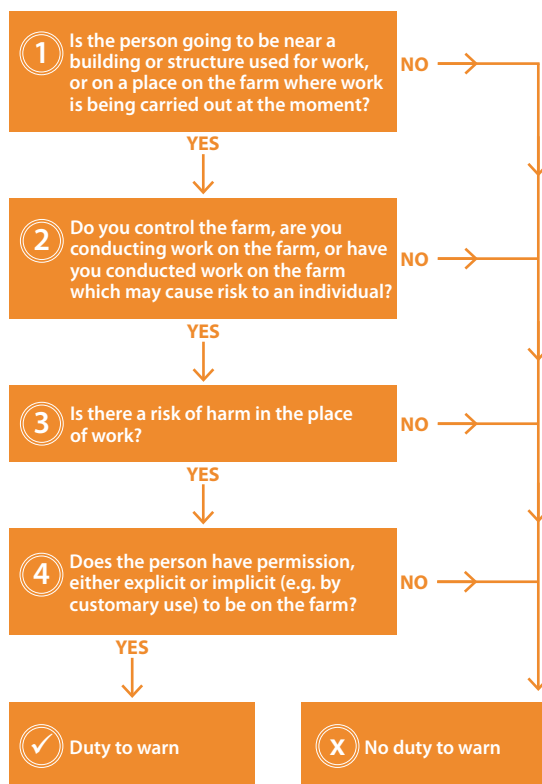 1
Is the person going to be near a
building or structure used for work,
or on a place on the farm where work
is being carried out at the moment?
NO
YES
2
Do you control the farm, are you
conducting work on the farm, or have
you conducted work on the farm
which may cause risk to an individual?
NO
YES
3
Is there a risk of harm in the place
of work?
NO
YES
4
Does the person have permission,
either explicit or implicit (e.g. by
customary use) to be on the farm?
NO
YES
✓ Duty to warn
X No duty to warn